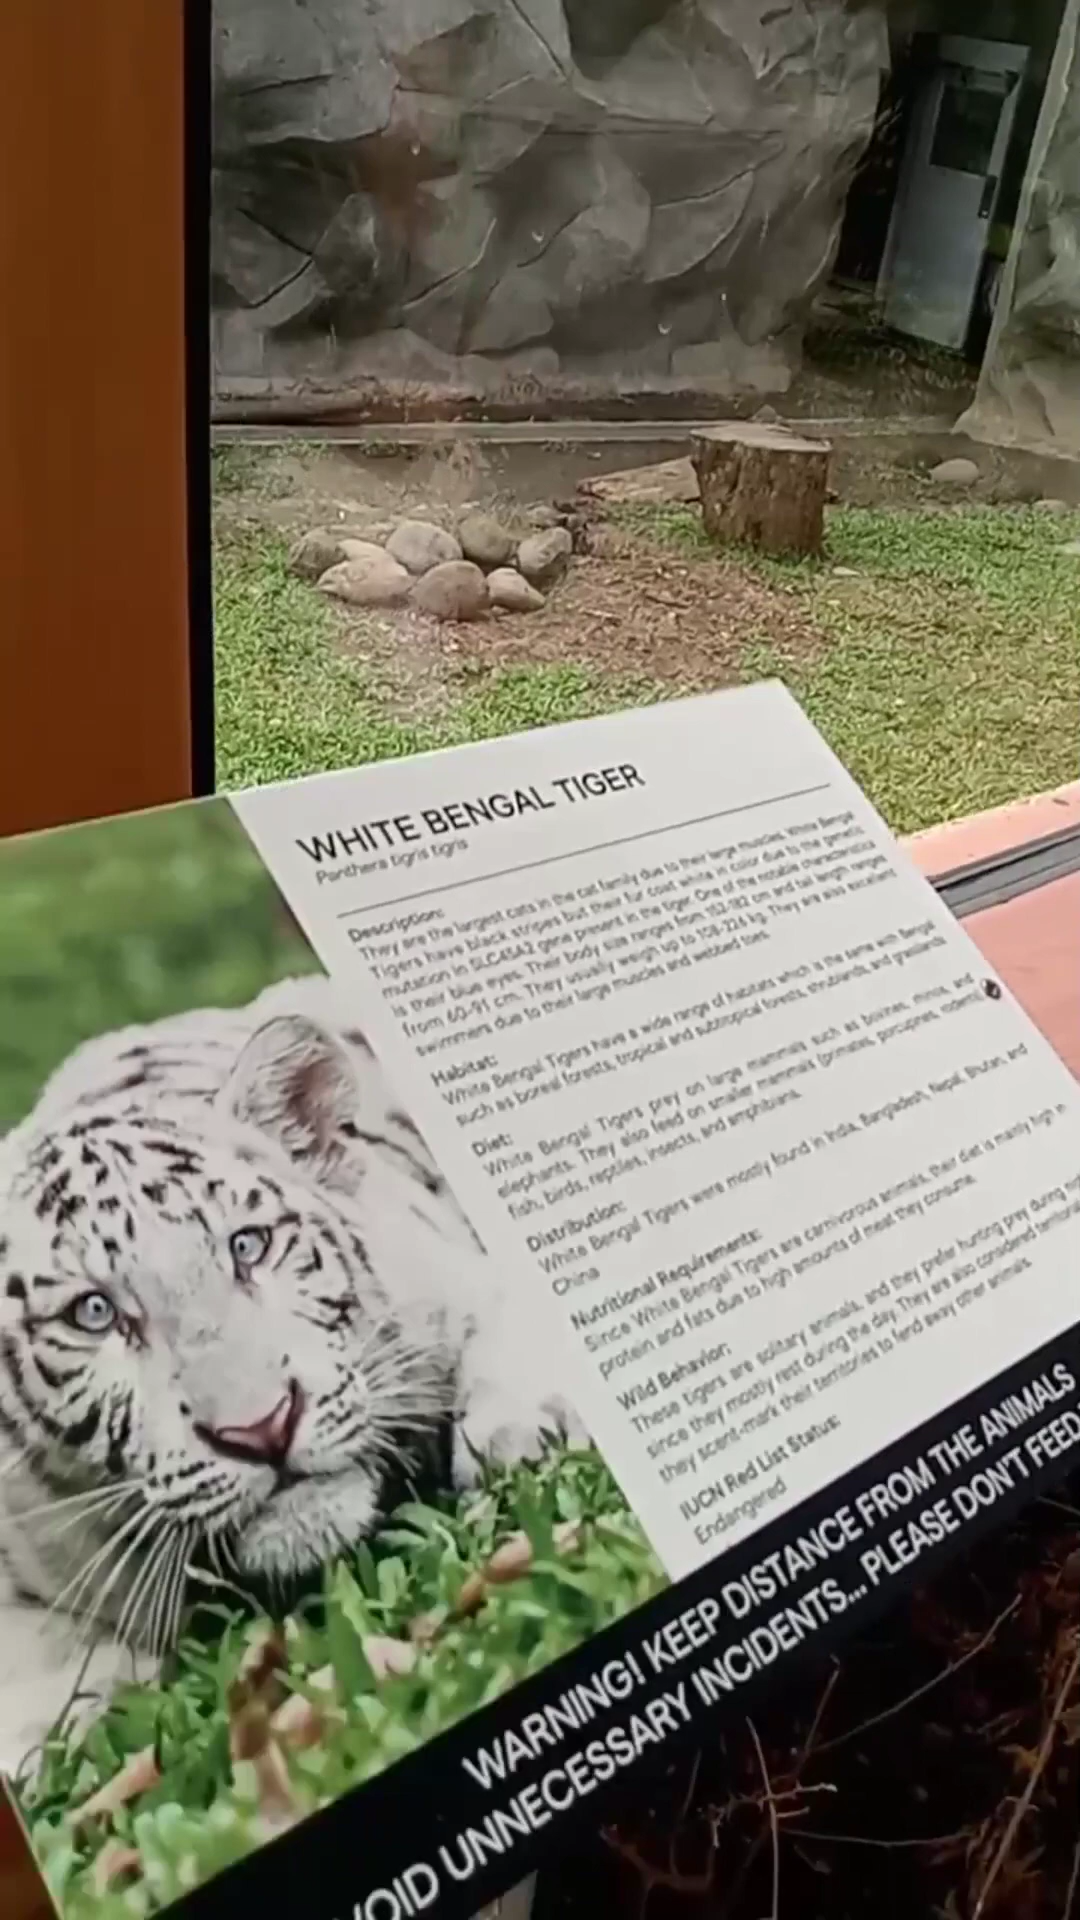 WHITE BENGAL TIGER
Panthera tigris tigris
Description:
They are the largest cats in the cat family due to their large muscles. White Bengal
Tigers have black stripes but their fur coat white in color due to the genetic
mutation in SLC45A2 gene present in the tiger. One of the notable characteristics
is their blue eyes. Their body size ranges from 152-182 cm and tail length ranges
from 60-91 cm. They usually weigh up to 108-226 kg. They are also excellent
swimmers due to their large muscles and webbed toes.
Habitat:
White Bengal Tigers have a wide range of habitats which is the same with Bengal
such as boreal forests, tropical and subtropical forests, shrublands, and grasslands
Diet:
White Bengal Tigers prey on large mammals such as bovines, rhinos, and
elephants. They also feed on smaller mammals (primates, porcupines, rodents)
fish, birds, reptiles, insects, and amphibians.
Distribution:
White Bengal Tigers were mostly found in India, Bangladesh, Nepal, Bhutan, and
China
Nutritional Requirements:
Since White Bengal Tigers are carnivorous animals, their diet is mainly high in
protein and fats due to high amounts of meat they consume.
Wild Behavior:
These tigers are solitary animals, and they prefer hunting prey during
since they mostly rest during the day. They are also considered
they scent-mark their territories to fend away other animals.
IUCN Red List Status:
Endangered
WARNING! KEEP DISTANCE FROM THE ANIMALS
VOID UNNECESSARY INCIDENTS... PLEASE DON'T FEED